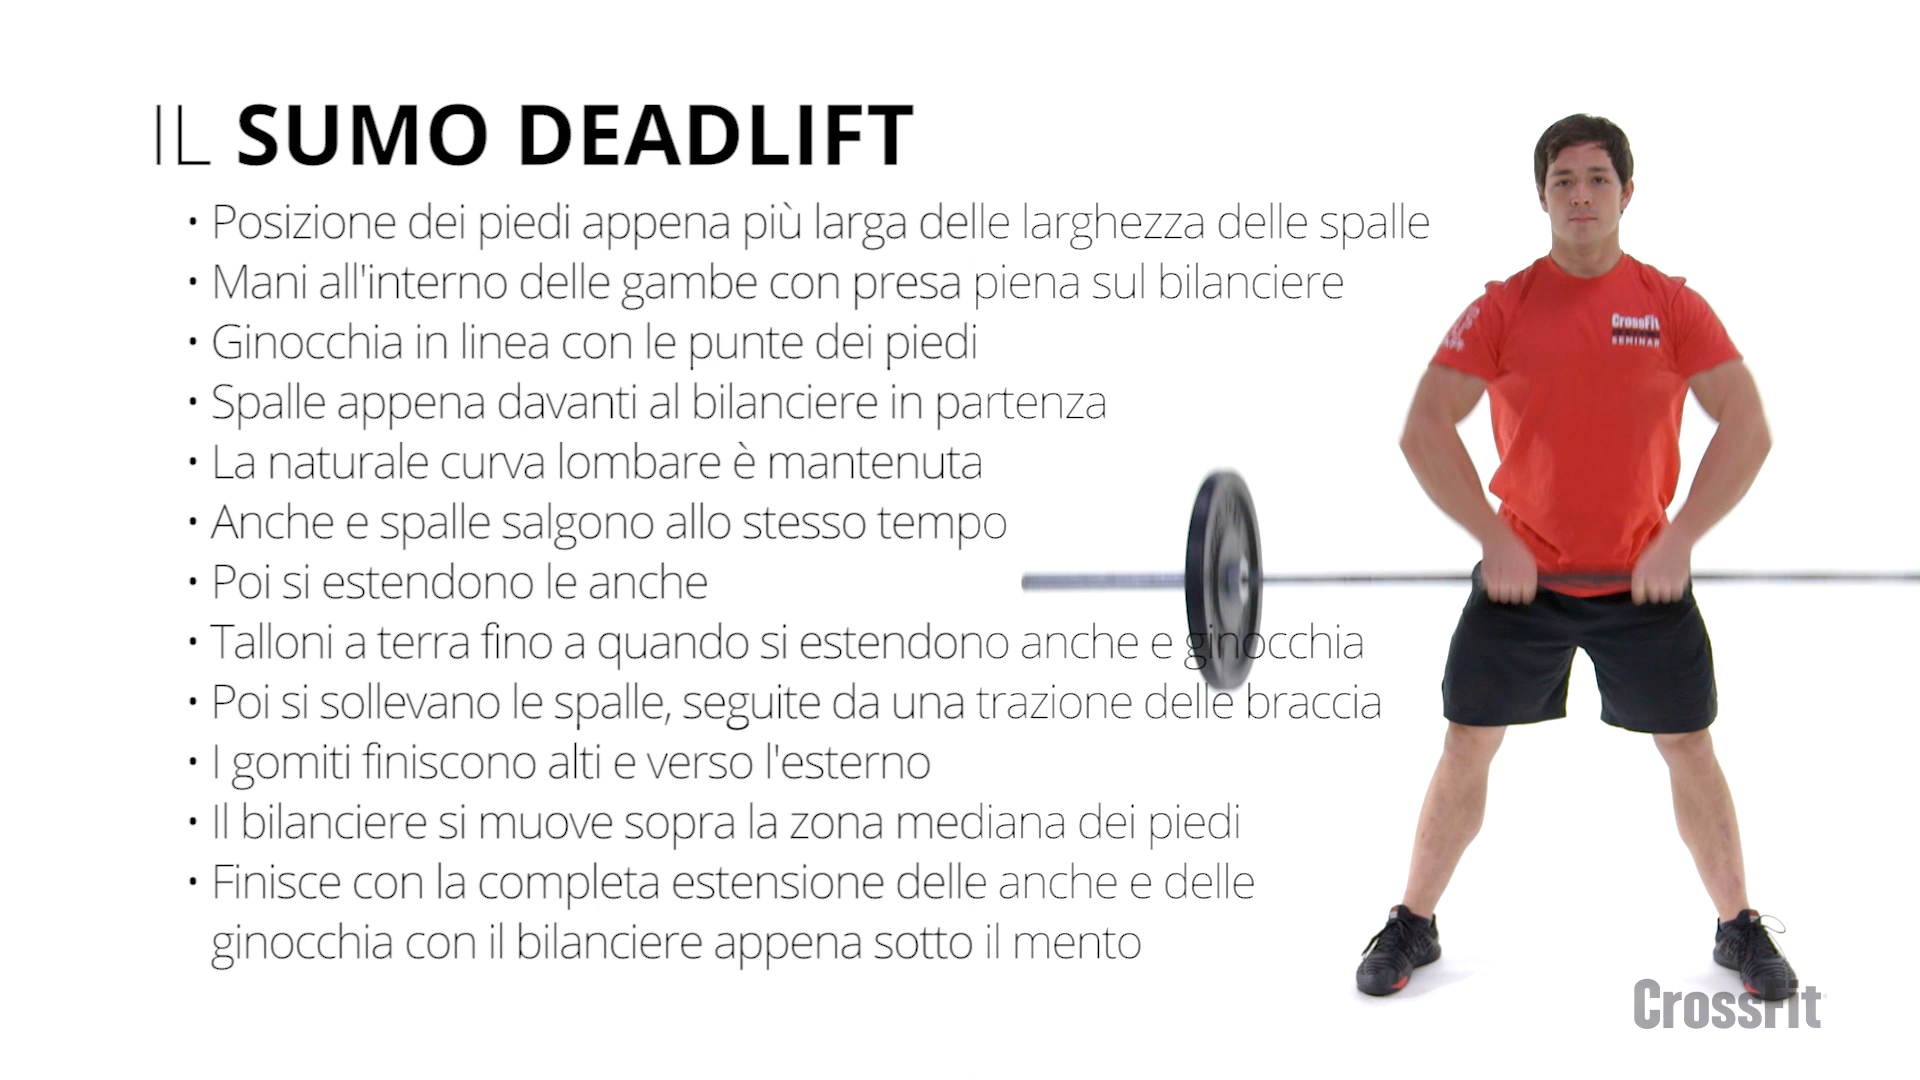 IL SUMO DEADLIFT
• Posizione dei piedi appena più larga delle larghezza delle spalle
• Mani all'interno delle gambe con presa piena sul bilanciere
• Ginocchia in linea con le punte dei piedi
• Spalle appena davanti al bilanciere in partenza
• La naturale curva lombare è mantenuta
• Anche e spalle salgono allo stesso tempo
• Poi si estendono le anche
• Talloni a terra fino a quando si estendono anche e ginocchia
• Poi si sollevano le spalle, seguite da una trazione delle braccia
• I gomiti finiscono alti e verso l'esterno
• Il bilanciere si muove sopra la zona mediana dei piedi
• Finisce con la completa estensione delle anche e delle
ginocchia con il bilanciere appena sotto il mento
CrossFit
SEMINAR
CrossFit